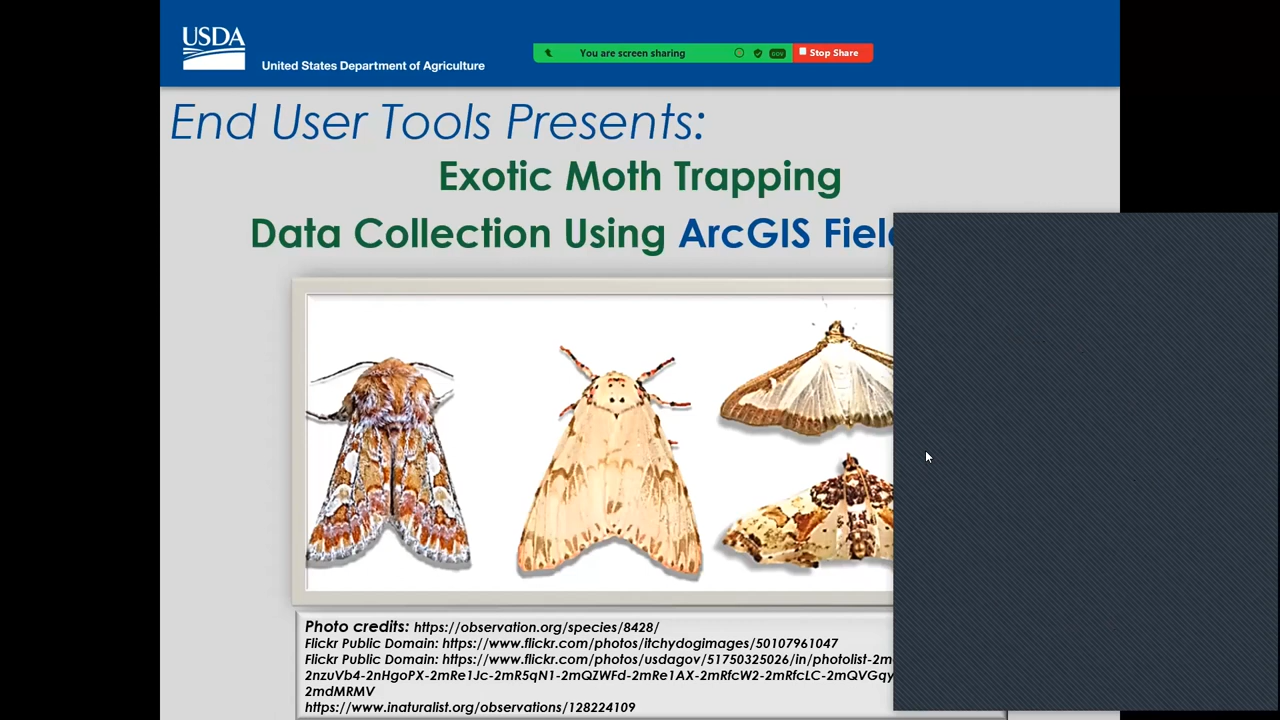 USDA
United States Department of Agriculture
You are screen sharing
GOV
Stop Share
End User Tools Presents:
Exotic Moth Trapping
Data Collection Using ArcGIS
Photo credits: https://observation.org/species/8428/
Flickr Public Domain: https://www.flickr.com/photos/itchydogimages/50107961047
Flickr Public Domain: https://www.flickr.com/photos/usdagov/51750325026/in/photolist-2m
2nzuVb4-2nHgoPX-2mRe1Jc-2mR5qN1-2mQZWFd-2mRe1AX-2mRfcW2-2mRfcLC-2mQVGqy
2mdMRMV
https://www.inaturalist.org/observations/128224109